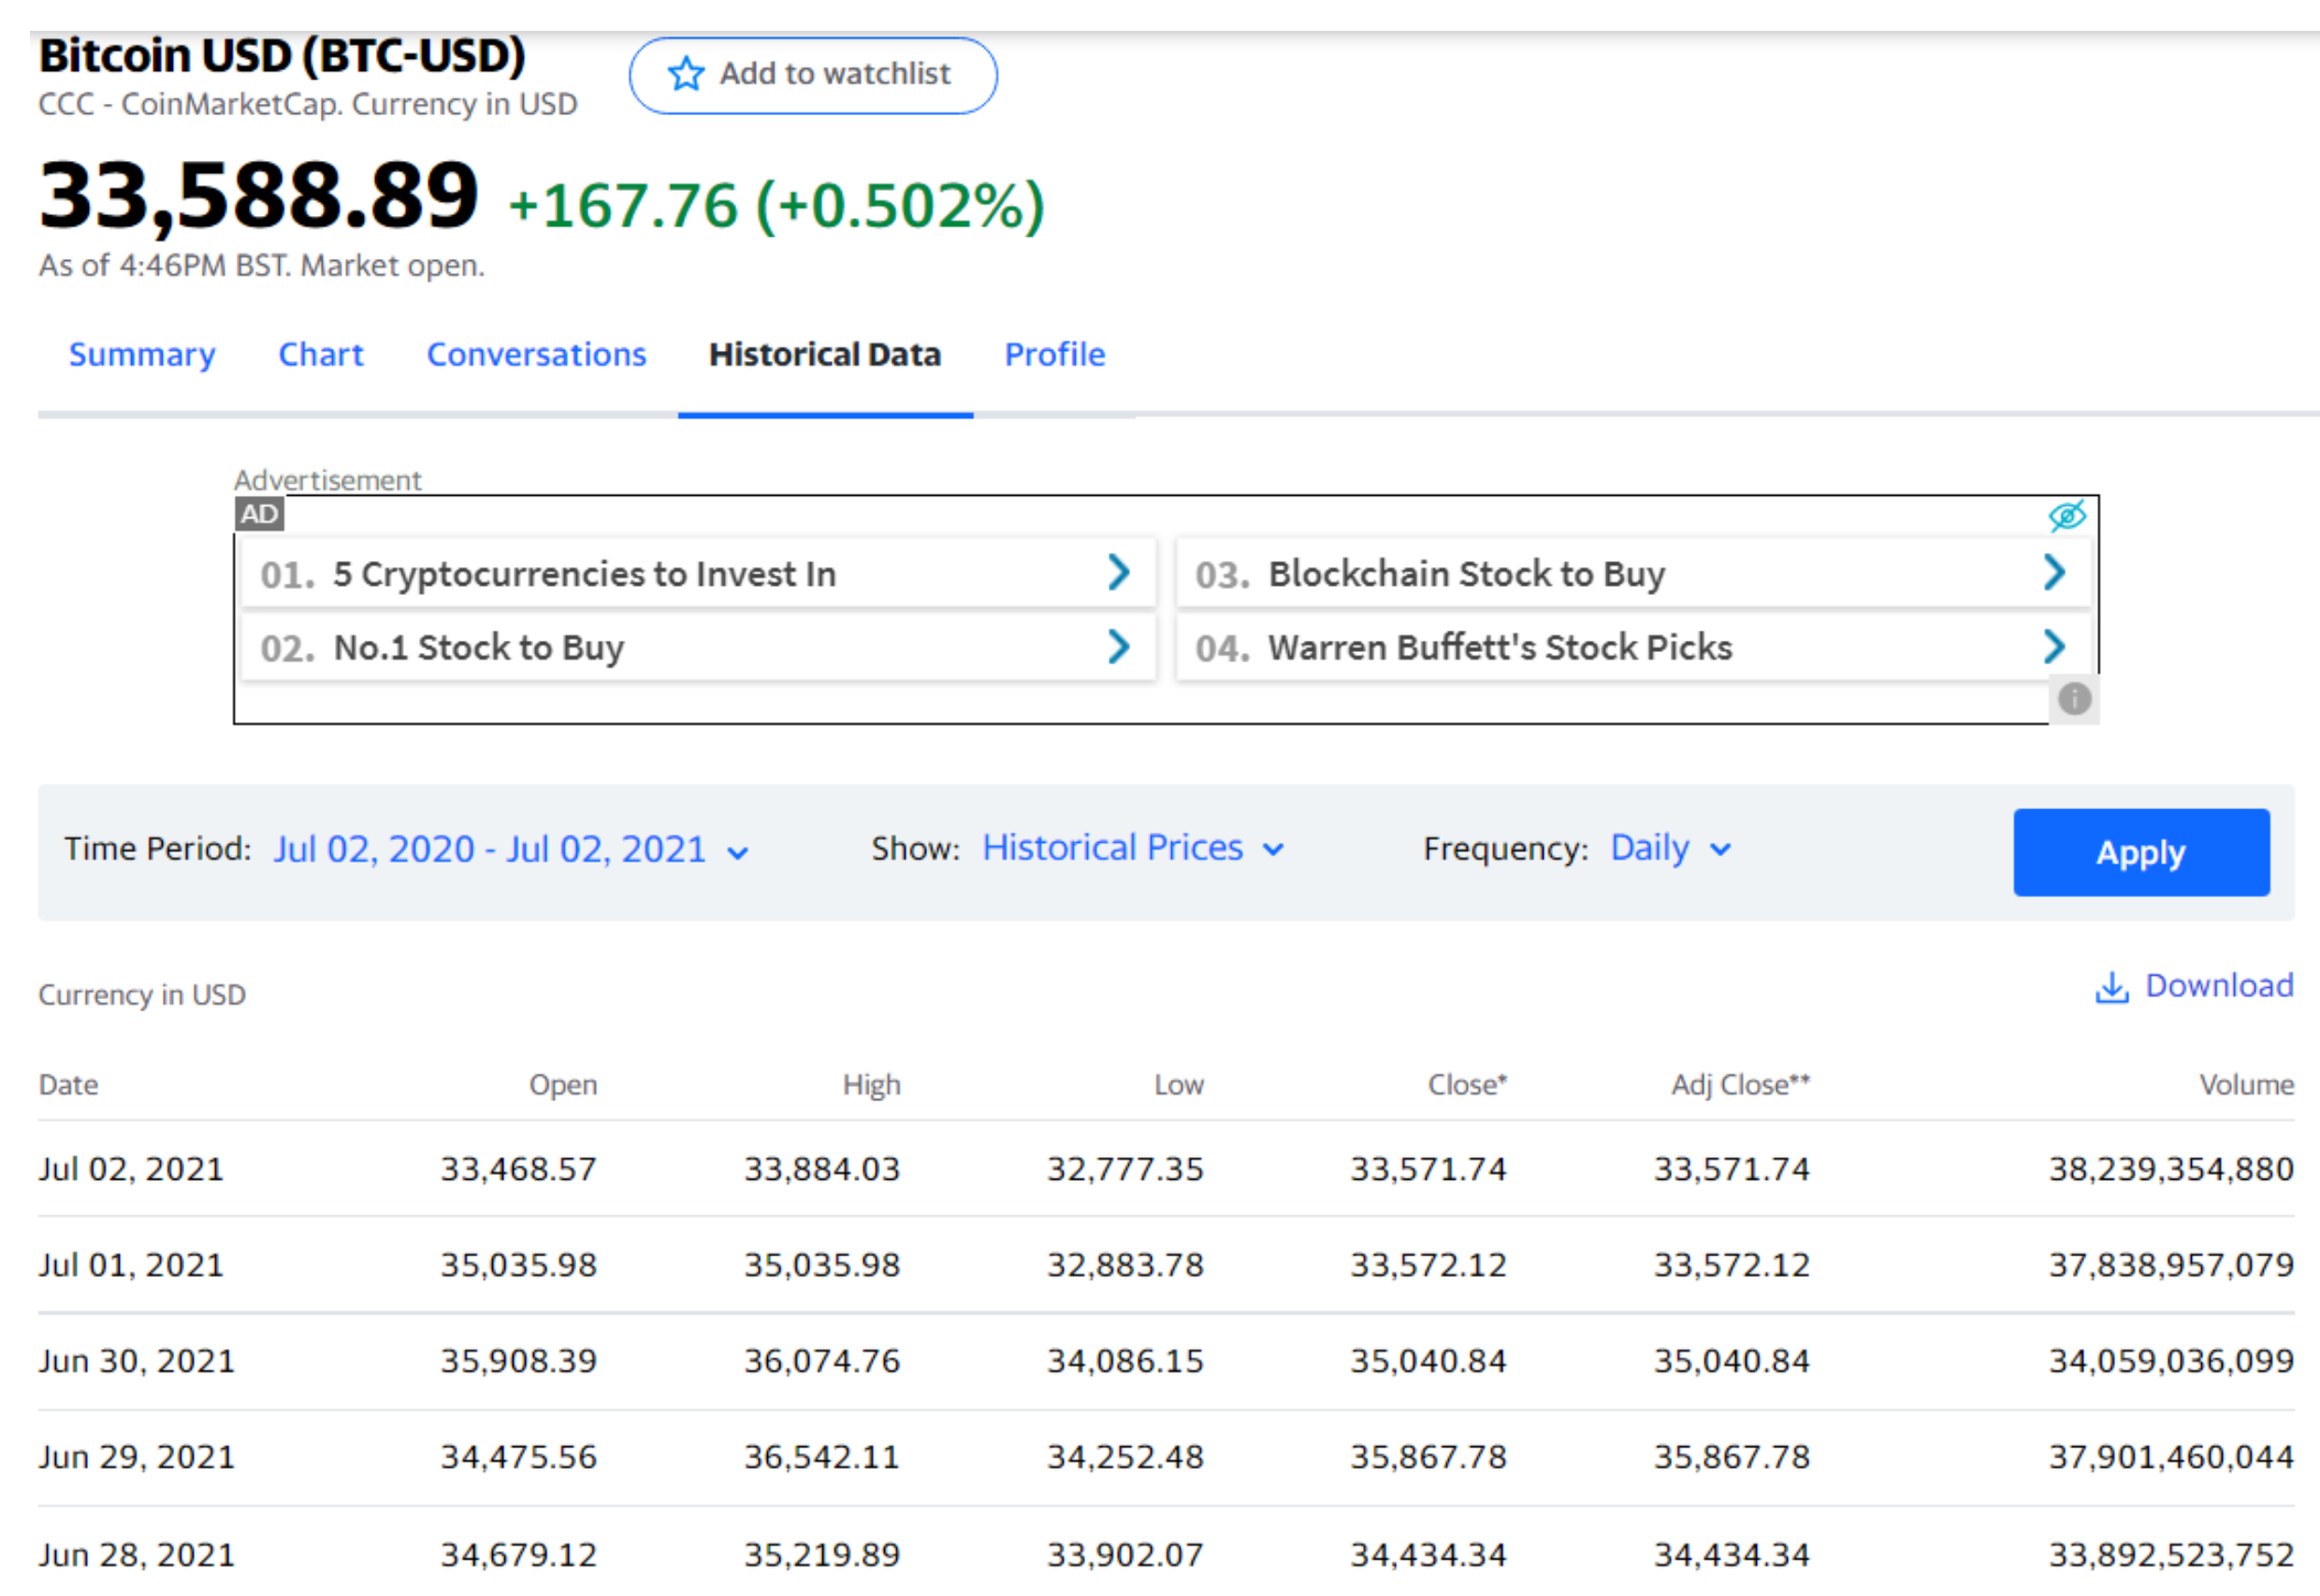 Bitcoin USD (BTC-USD)
Add to watchlist
CCC - CoinMarketCap. Currency in USD
33,588.89 +167.76 (+0.502%)
As of 4:46PM BST. Market open.
Summary Chart Conversations Historical Data Profile
Advertisement
AD
01. 5 Cryptocurrencies to Invest In
03. Blockchain Stock to Buy
02. No.1 Stock to Buy
04. Warren Buffett's Stock Picks
Time Period: Jul 02, 2020 - Jul 02, 2021 Show: Historical Prices Frequency: Daily Apply
Currency in USD Download
Date Open High Low Close* Adj Close** Volume
Jul 02, 2021 33,468.57 33,884.03 32,777.35 33,571.74 33,571.74 38,239,354,880
Jul 01, 2021 35,035.98 35,035.98 32,883.78 33,572.12 33,572.12 37,838,957,079
Jun 30, 2021 35,908.39 36,074.76 34,086.15 35,040.84 35,040.84 34,059,036,099
Jun 29, 2021 34,475.56 36,542.11 34,252.48 35,867.78 35,867.78 37,901,460,044
Jun 28, 2021 34,679.12 35,219.89 33,902.07 34,434.34 34,434.34 33,892,523,752